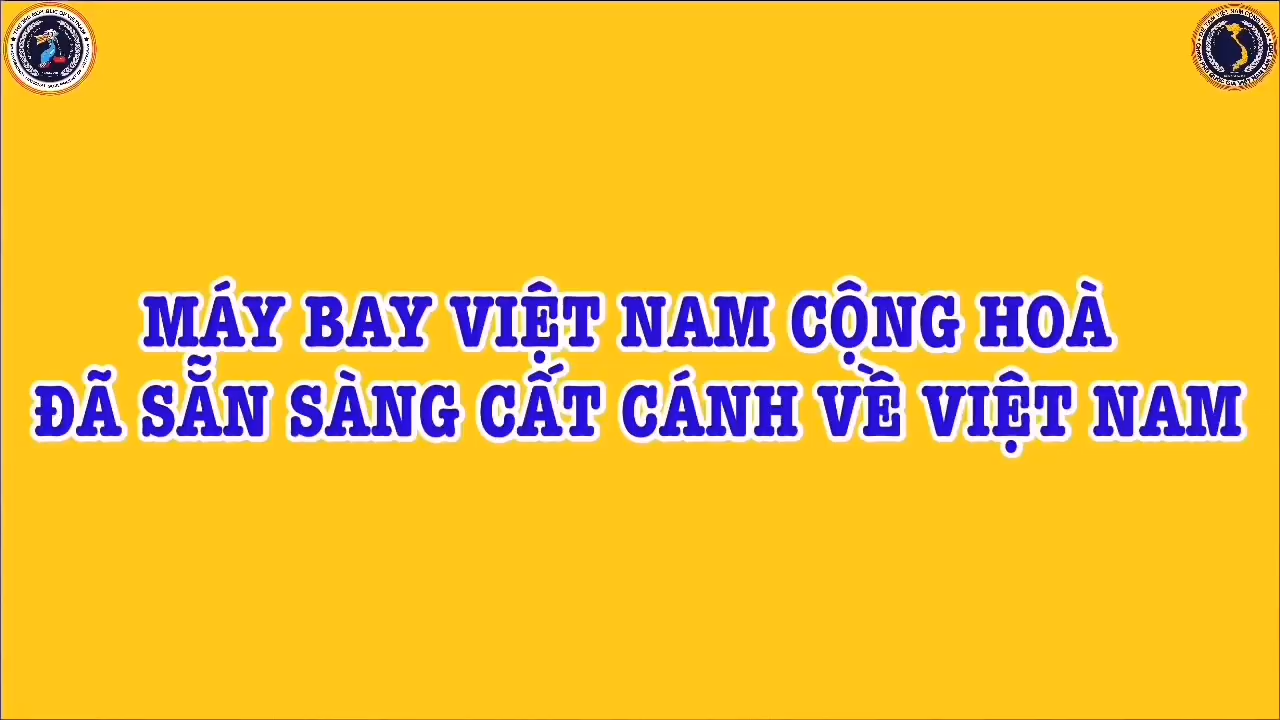 MÁY BAY VIỆT NAM CỘNG HOÀ
ĐÃ SẴN SÀNG CẤT CÁNH VỀ VIỆT NAM